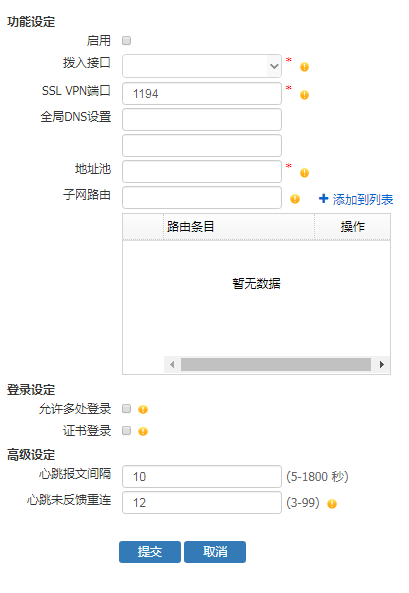 功能设定
启用
拨入接口 *
SSL VPN端口 1194 *
全局DNS设置
地址池 *
子网路由 添加到列表
路由条目 操作
暂无数据
登录设定
允许多处登录
证书登录
高级设定
心跳报文间隔 10 (5-1800 秒)
心跳未反馈重连 12 (3-99)
提交 取消